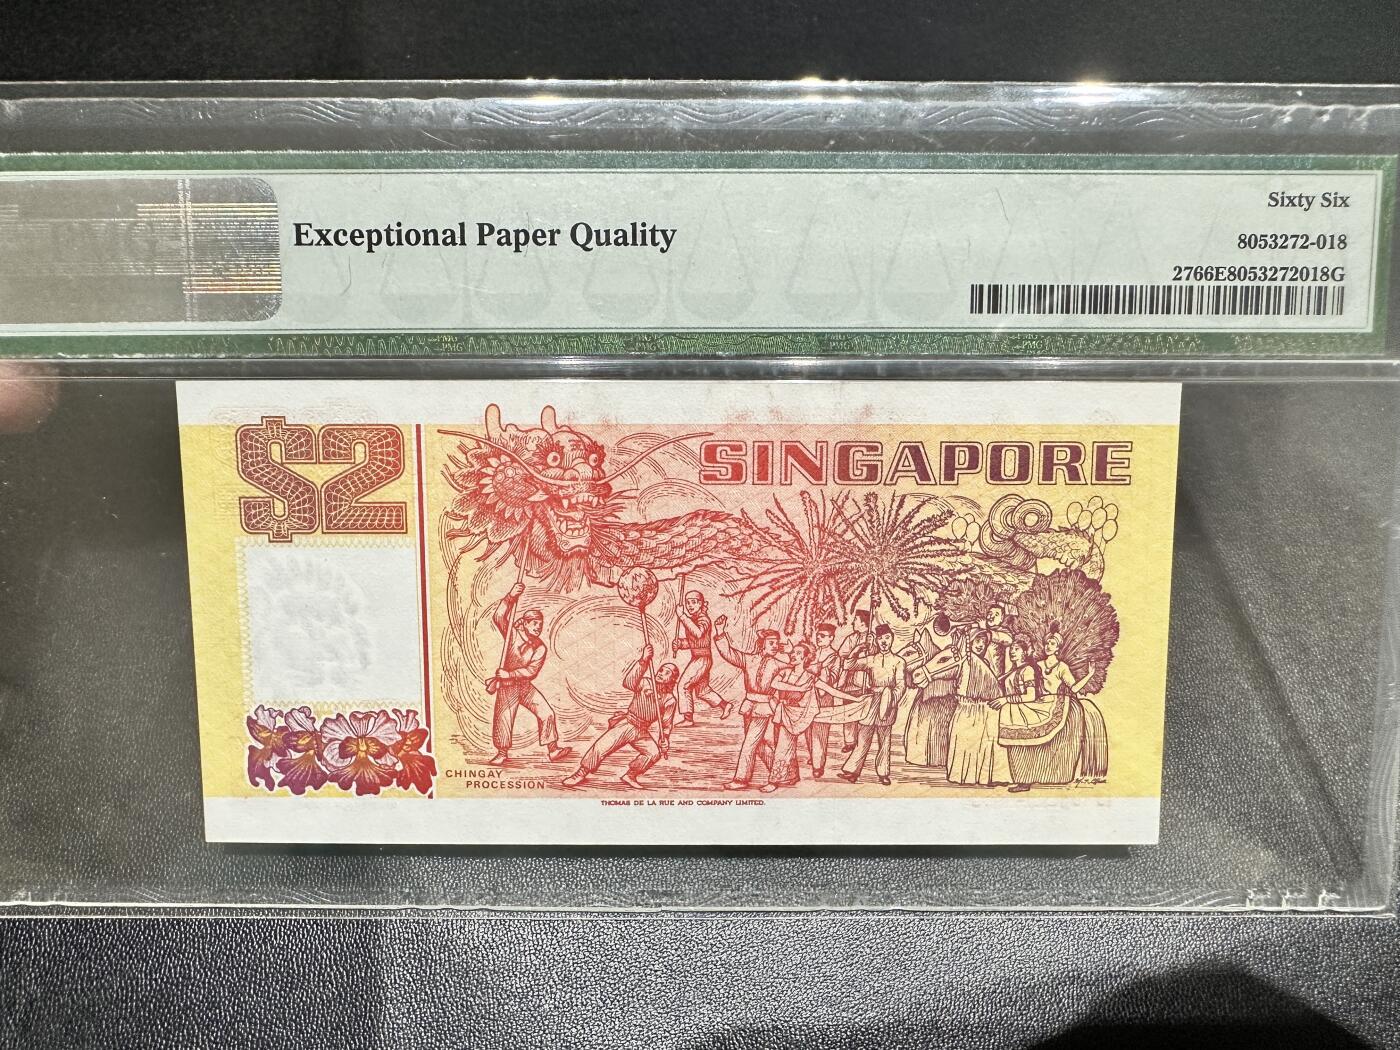 Exceptional Paper Quality
Sixty Six
8053272-018
2766E8053272018G
$2
SINGAPORE
CHINGAY
PROCESSION
THOMAS DE LA RUE AND COMPANY LIMITED.